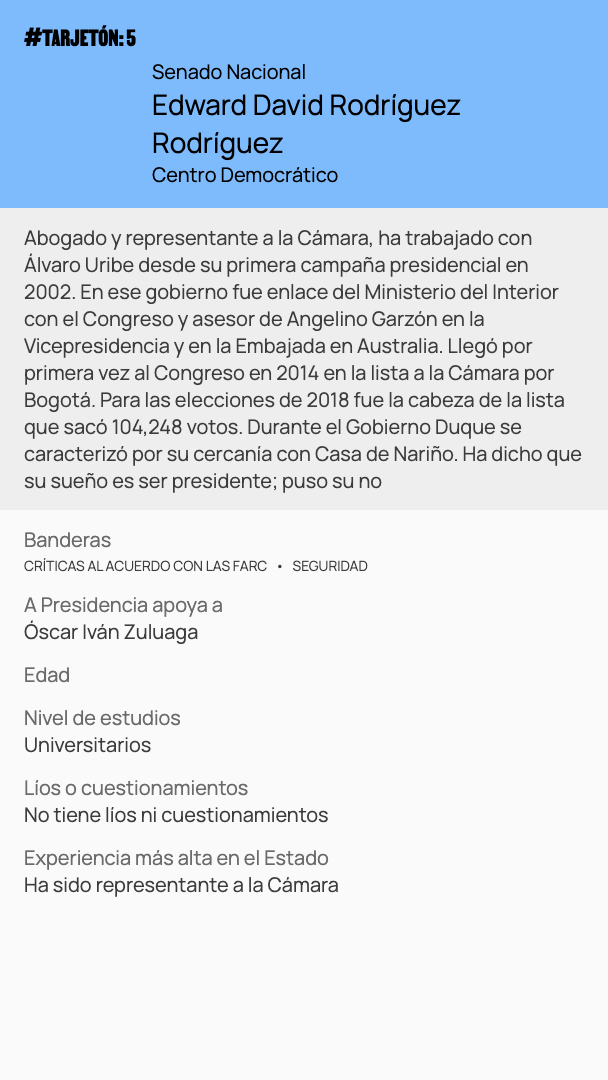 #TARJETÓN: 5
Senado Nacional
Edward David Rodríguez
Rodríguez
Centro Democrático
Abogado y representante a la Cámara, ha trabajado con
Álvaro Uribe desde su primera campaña presidencial en
2002. En ese gobierno fue enlace del Ministerio del Interior
con el Congreso y asesor de Angelino Garzón en la
Vicepresidencia y en la Embajada en Australia. Llegó por
primera vez al Congreso en 2014 en la lista a la Cámara por
Bogotá. Para las elecciones de 2018 fue la cabeza de la lista
que sacó 104,248 votos. Durante el Gobierno Duque se
caracterizó por su cercanía con Casa de Nariño. Ha dicho que
su sueño es ser presidente; puso su no
Banderas
CRÍTICAS AL ACUERDO CON LAS FARC • SEGURIDAD
A Presidencia apoya a
Óscar Iván Zuluaga
Edad
Nivel de estudios
Universitarios
Líos o cuestionamientos
No tiene líos ni cuestionamientos
Experiencia más alta en el Estado
Ha sido representante a la Cámara